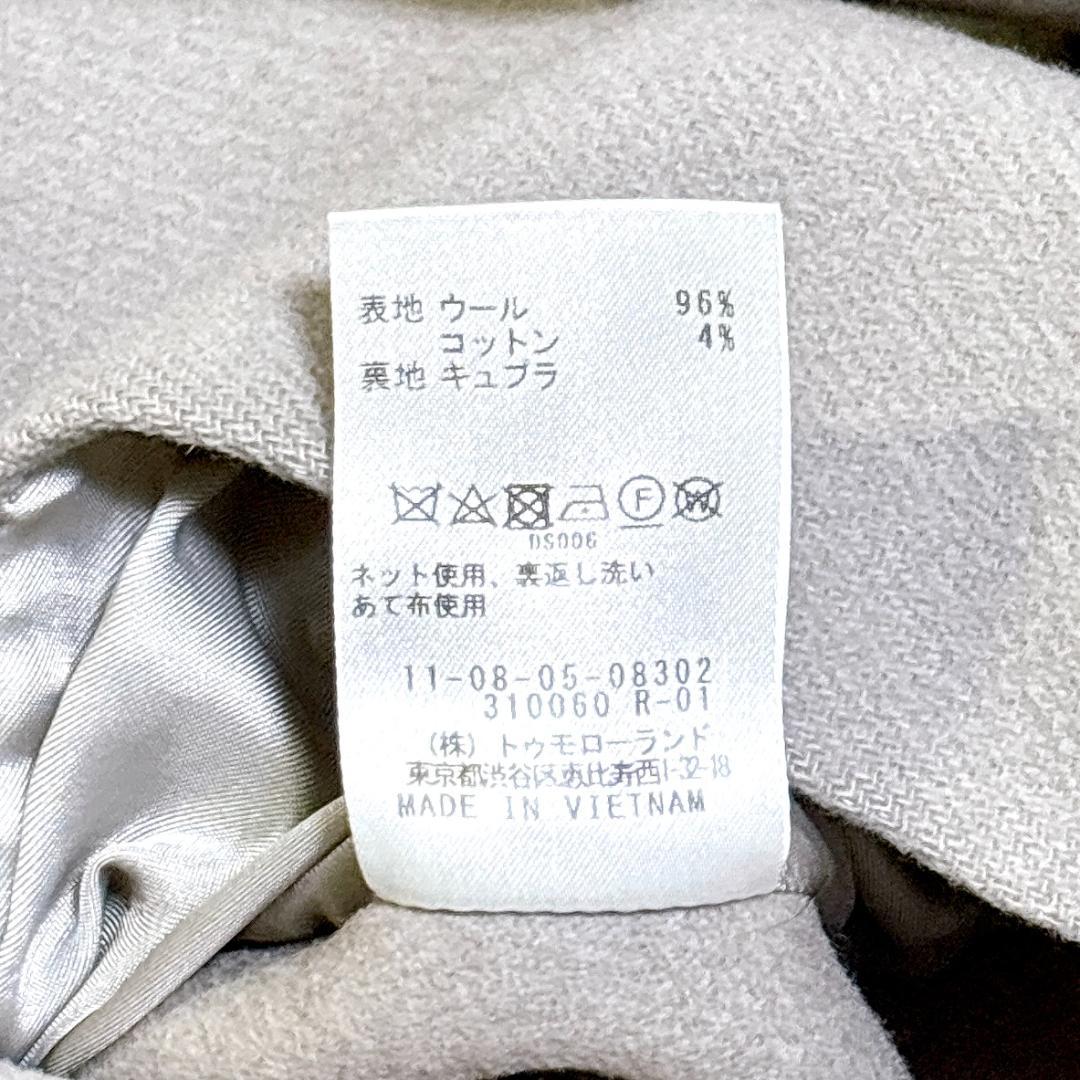 表地 ウール 96%
コットン 4%
裏地 キュプラ
F W
DS006
ネット使用、裏返し洗い
あて布使用
11-08-05-08302
310060 R-01
(株) トゥモローランド
東京都渋谷区恵比寿西1-32-18
MADE IN VIETNAM